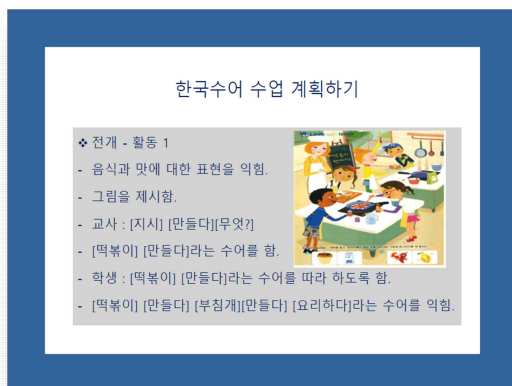 한국수어 수업 계획하기
❖ 전개 - 활동 1
- 음식과 맛에 대한 표현을 익힘.
- 그림을 제시함.
- 교사 : [지시] [만들다][무엇?]
- [떡볶이] [만들다]라는 수어를 함.
- 학생 : [떡볶이] [만들다]라는 수어를 따라 하도록 함.
- [떡볶이] [만들다] [부침개][만들다] [요리하다]라는 수어를 익힘.